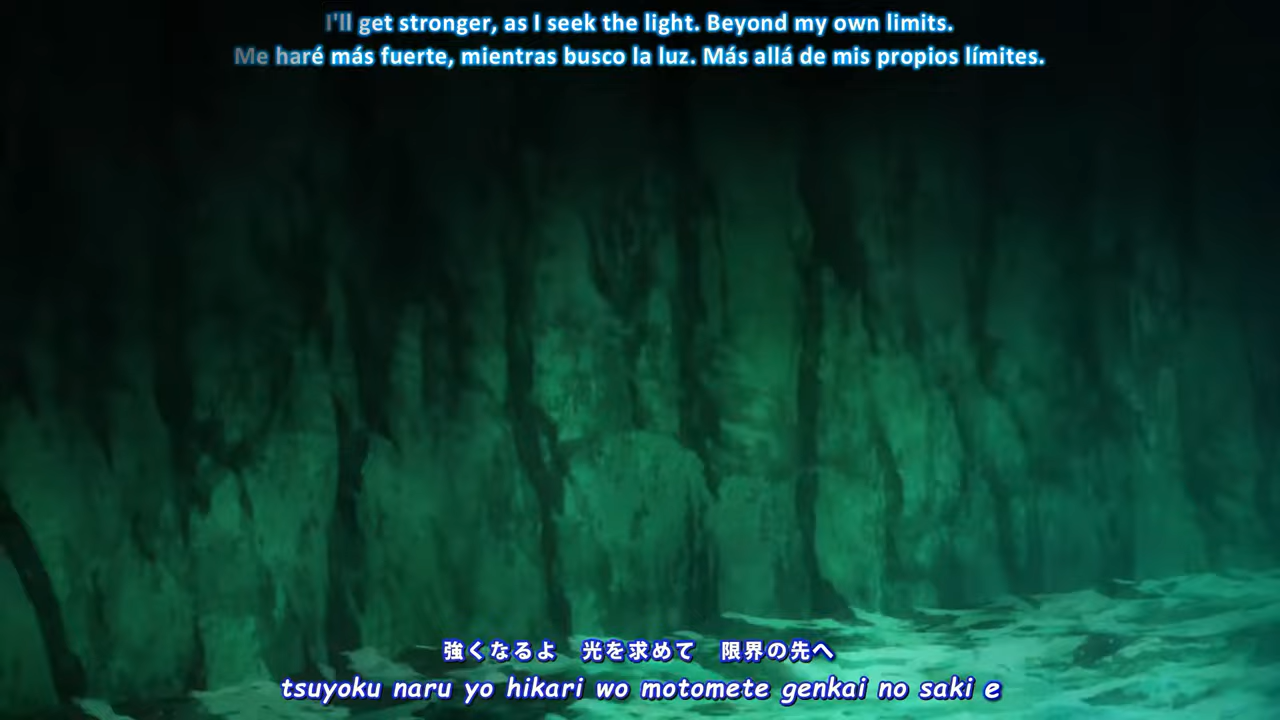 I'll get stronger, as I seek the light. Beyond my own limits.
Me haré más fuerte, mientras busco la luz. Más allá de mis propios límites.
強くなるよ　光を求めて　限界の先へ
tsuyoku naru yo hikari wo motomete genkai no saki e